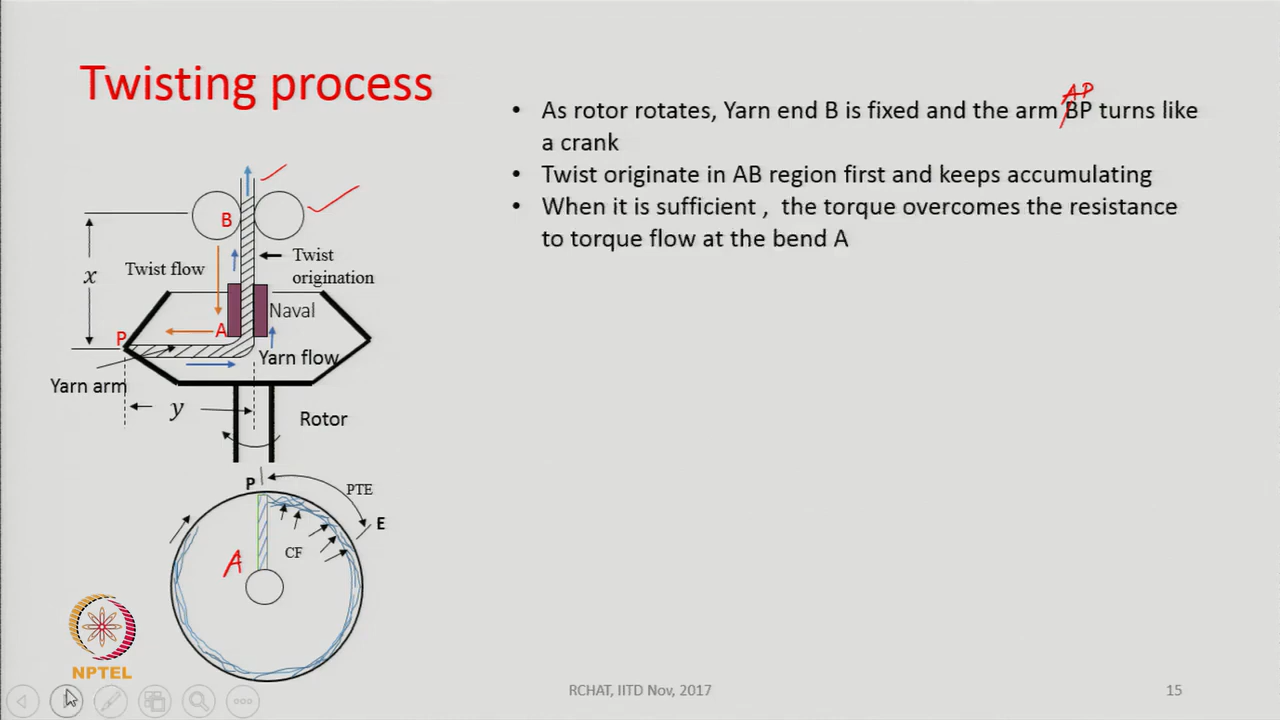 Twisting process
AP
• As rotor rotates, Yarn end B is fixed and the arm BP turns like
a crank
• Twist originate in AB region first and keeps accumulating
• When it is sufficient , the torque overcomes the resistance
to torque flow at the bend A
B
x
Twist flow
Twist
origination
Naval
P
A
Yarn flow
Yarn arm
y
Rotor
P
PTE
E
CF
A
NPTEL
RCHAT, IITD Nov, 2017
15